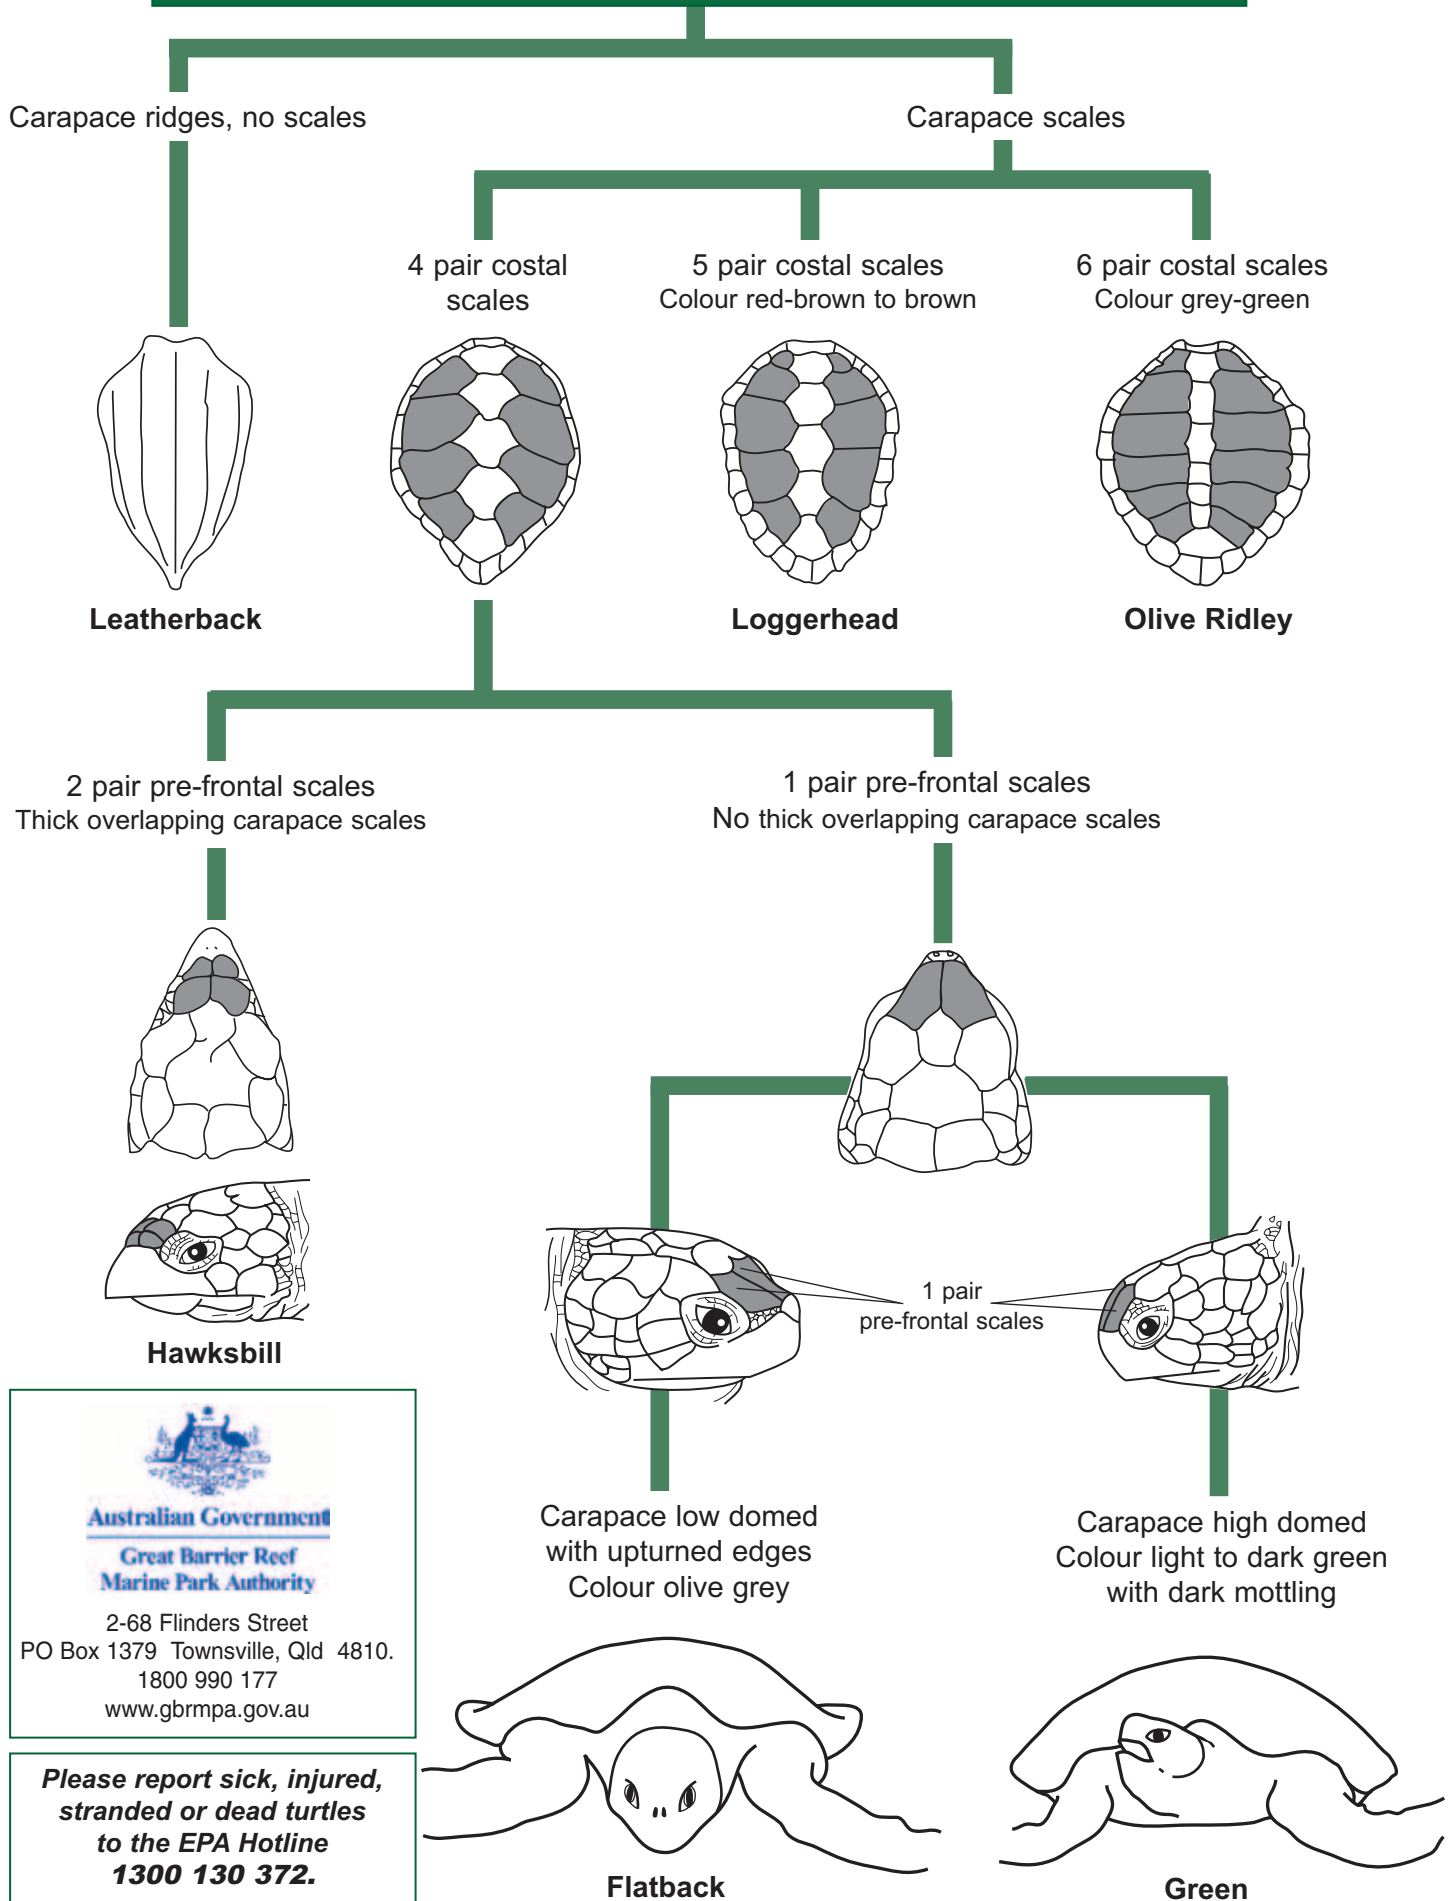 Carapace ridges, no scales
Carapace scales
4 pair costal
scales
5 pair costal scales
Colour red-brown to brown
6 pair costal scales
Colour grey-green
Leatherback
Loggerhead
Olive Ridley
2 pair pre-frontal scales
Thick overlapping carapace scales
1 pair pre-frontal scales
No thick overlapping carapace scales
1 pair
pre-frontal scales
Hawksbill
Australian Government
Great Barrier Reef
Marine Park Authority
2-68 Flinders Street
PO Box 1379 Townsville, Qld 4810.
1800 990 177
www.gbrmpa.gov.au
Please report sick, injured,
stranded or dead turtles
to the EPA Hotline
1300 130 372.
Carapace low domed
with upturned edges
Colour olive grey
Carapace high domed
Colour light to dark green
with dark mottling
Flatback
Green